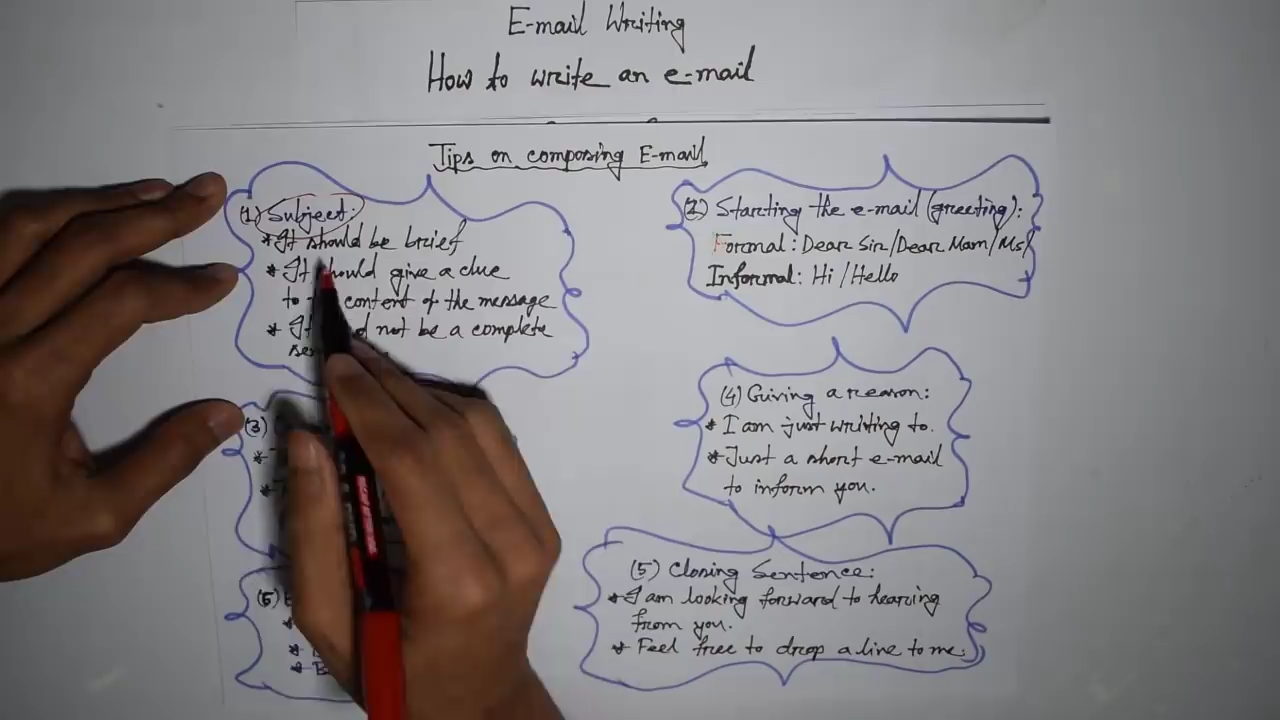 E-mail Writing
How to write an e-mail
Tips on composing E-mail
(1) Subject:
* It should be brief
* It should give a clue
to content of the message
* It not be a complete
(2) Starting the e-mail (greeting):
Formal: Dear Sir/Dear Mam/Ms/
Informal: Hi/Hello
(3)
*
*
(4) Giving a reason:
* I am just writing to.
* Just a short e-mail
to inform you.
(5)
*
*
*
(5) Closing Sentence:
* I am looking forward to hearing
from you.
* Feel free to drop a line to me.